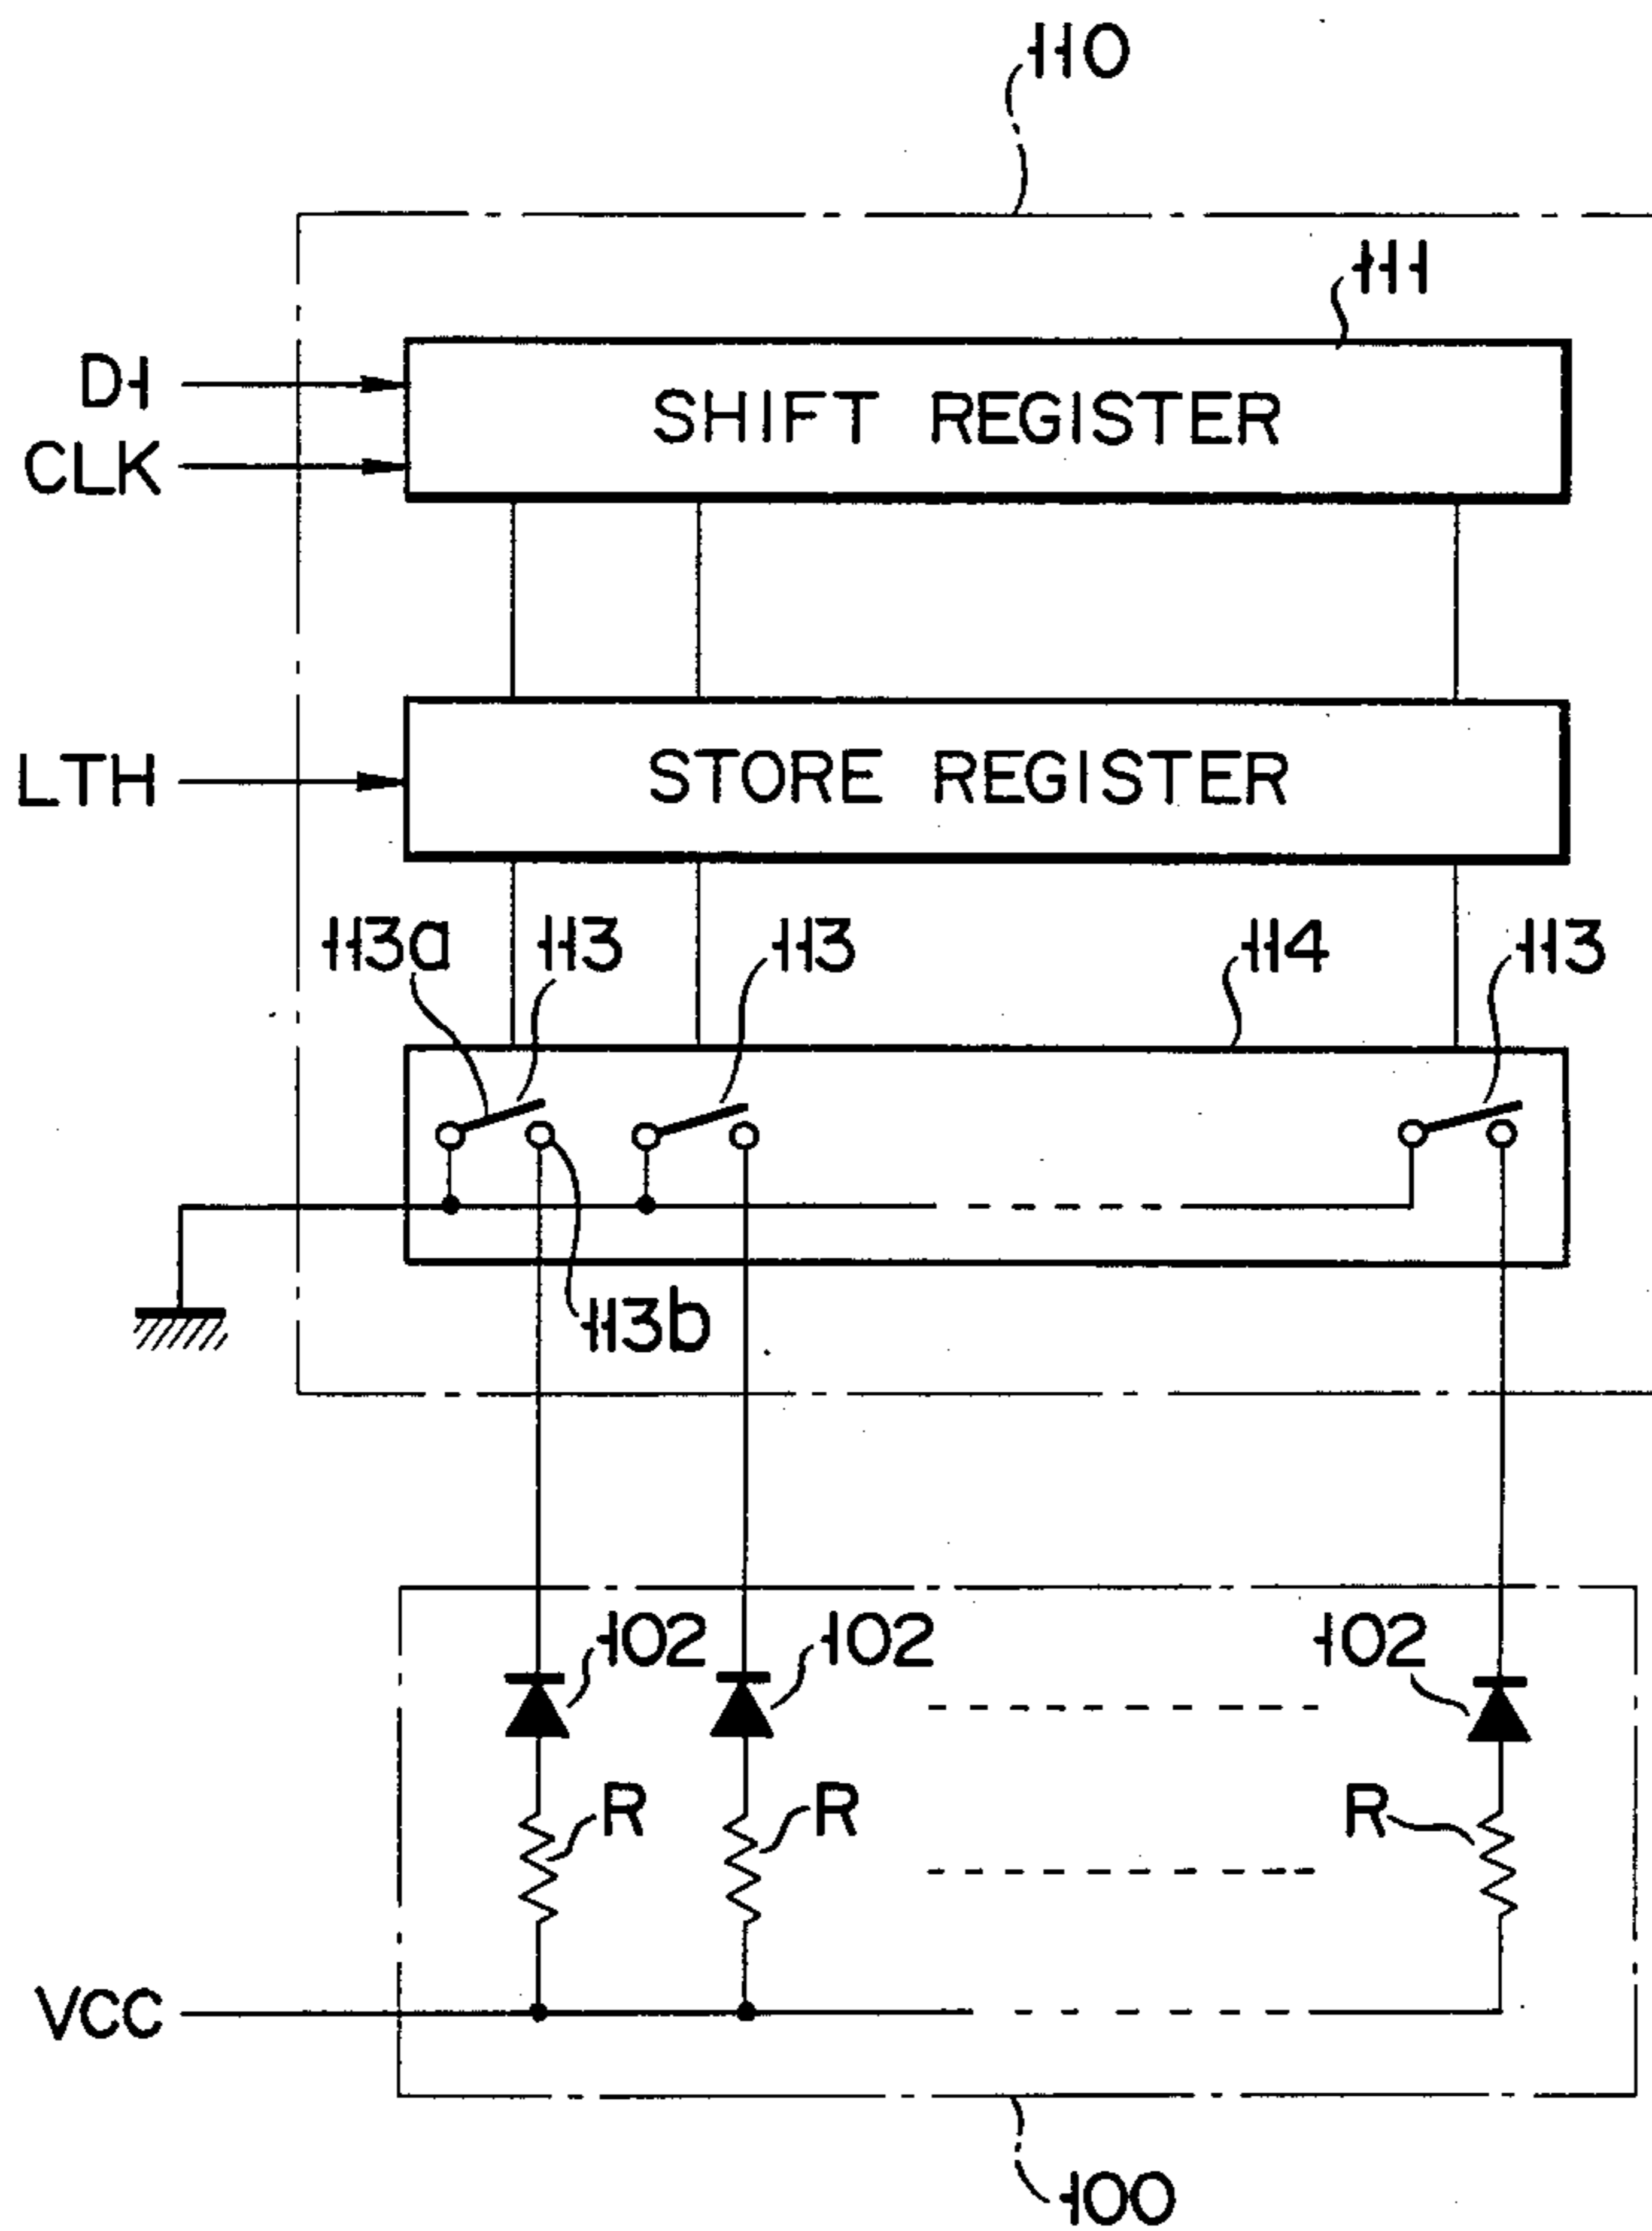 110
111
DI
SHIFT REGISTER
CLK
LTH
STORE REGISTER
113a
113
113
114
113
113b
102
102
102
R
R
R
VCC
100